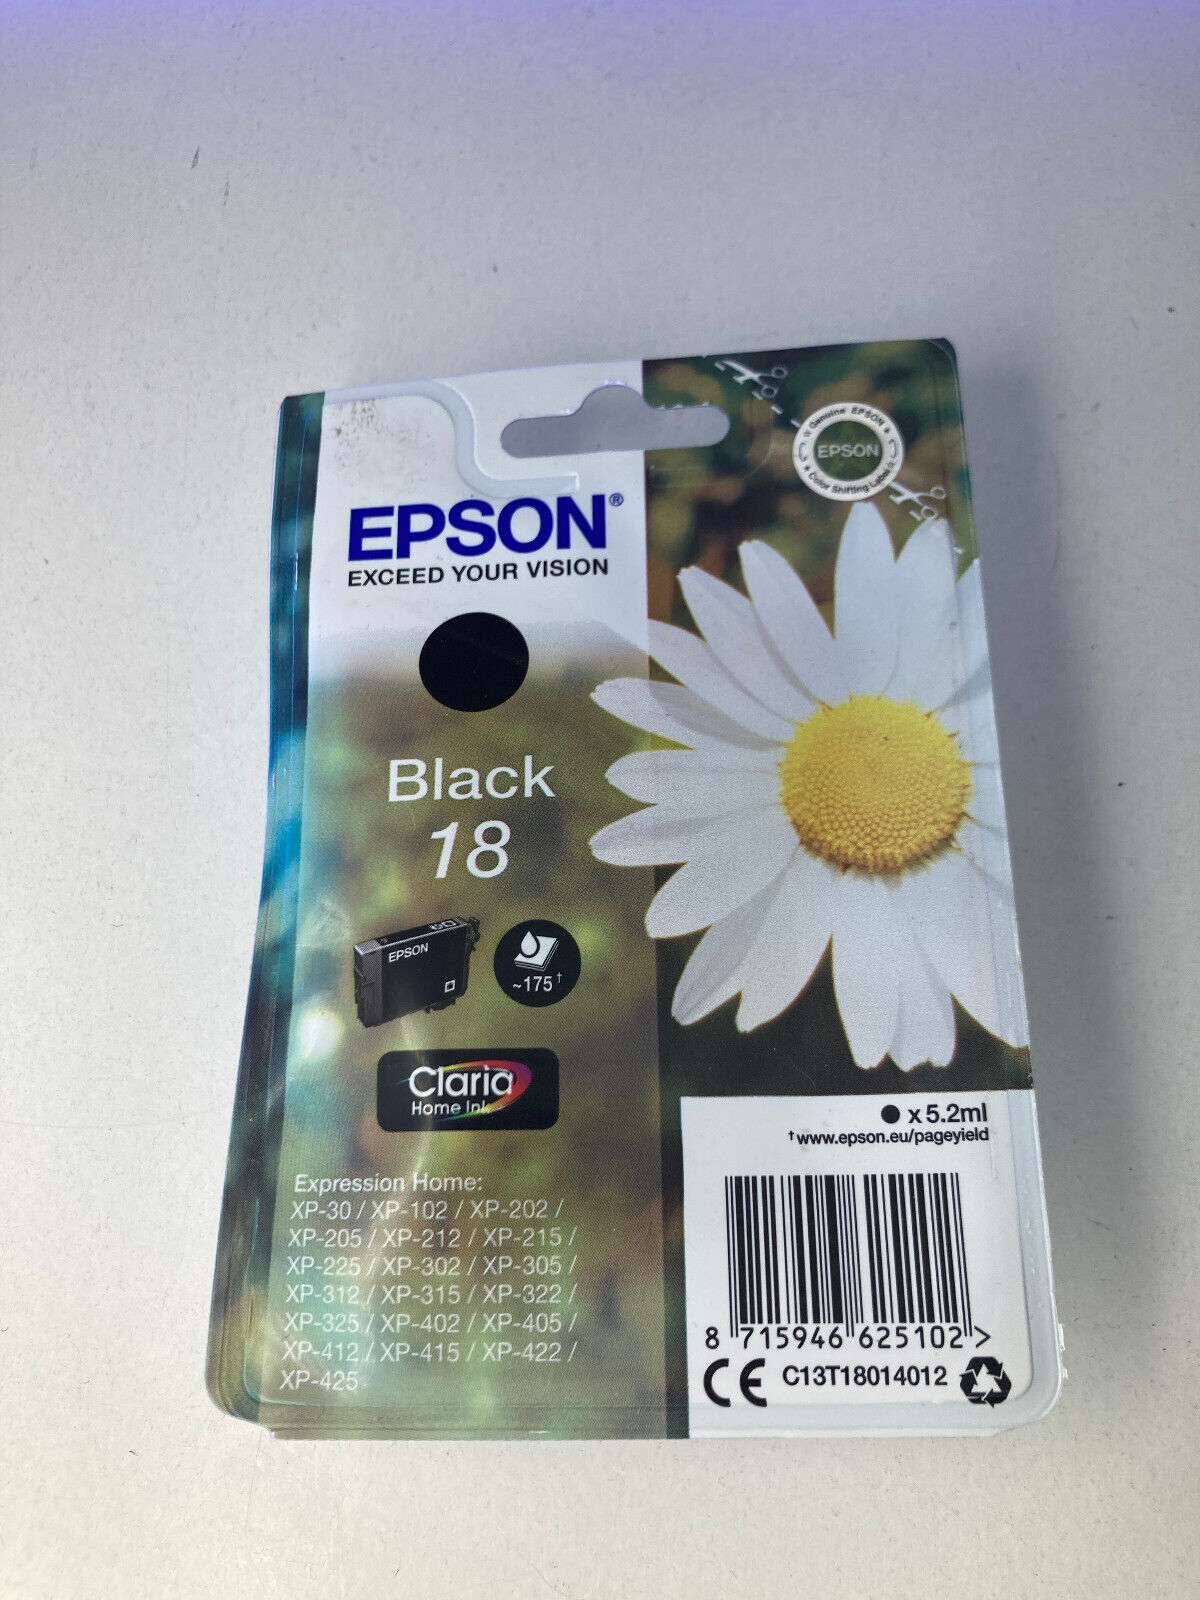 ☆ Genuine EPSON ★
EPSON
★ Color Shifting Label ☆
EPSON®
EXCEED YOUR VISION
Black
18
EPSON
~175†
Claria
Home Ink
Expression Home:
XP-30 / XP-102 / XP-202 /
XP-205 / XP-212 / XP-215 /
XP-225 / XP-302 / XP-305 /
XP-312 / XP-315 / XP-322 /
XP-325 / XP-402 / XP-405 /
XP-412 / XP-415 / XP-422 /
XP-425
x 5.2ml
†www.epson.eu/pageyield
8 715946 625102 >
CE C13T18014012